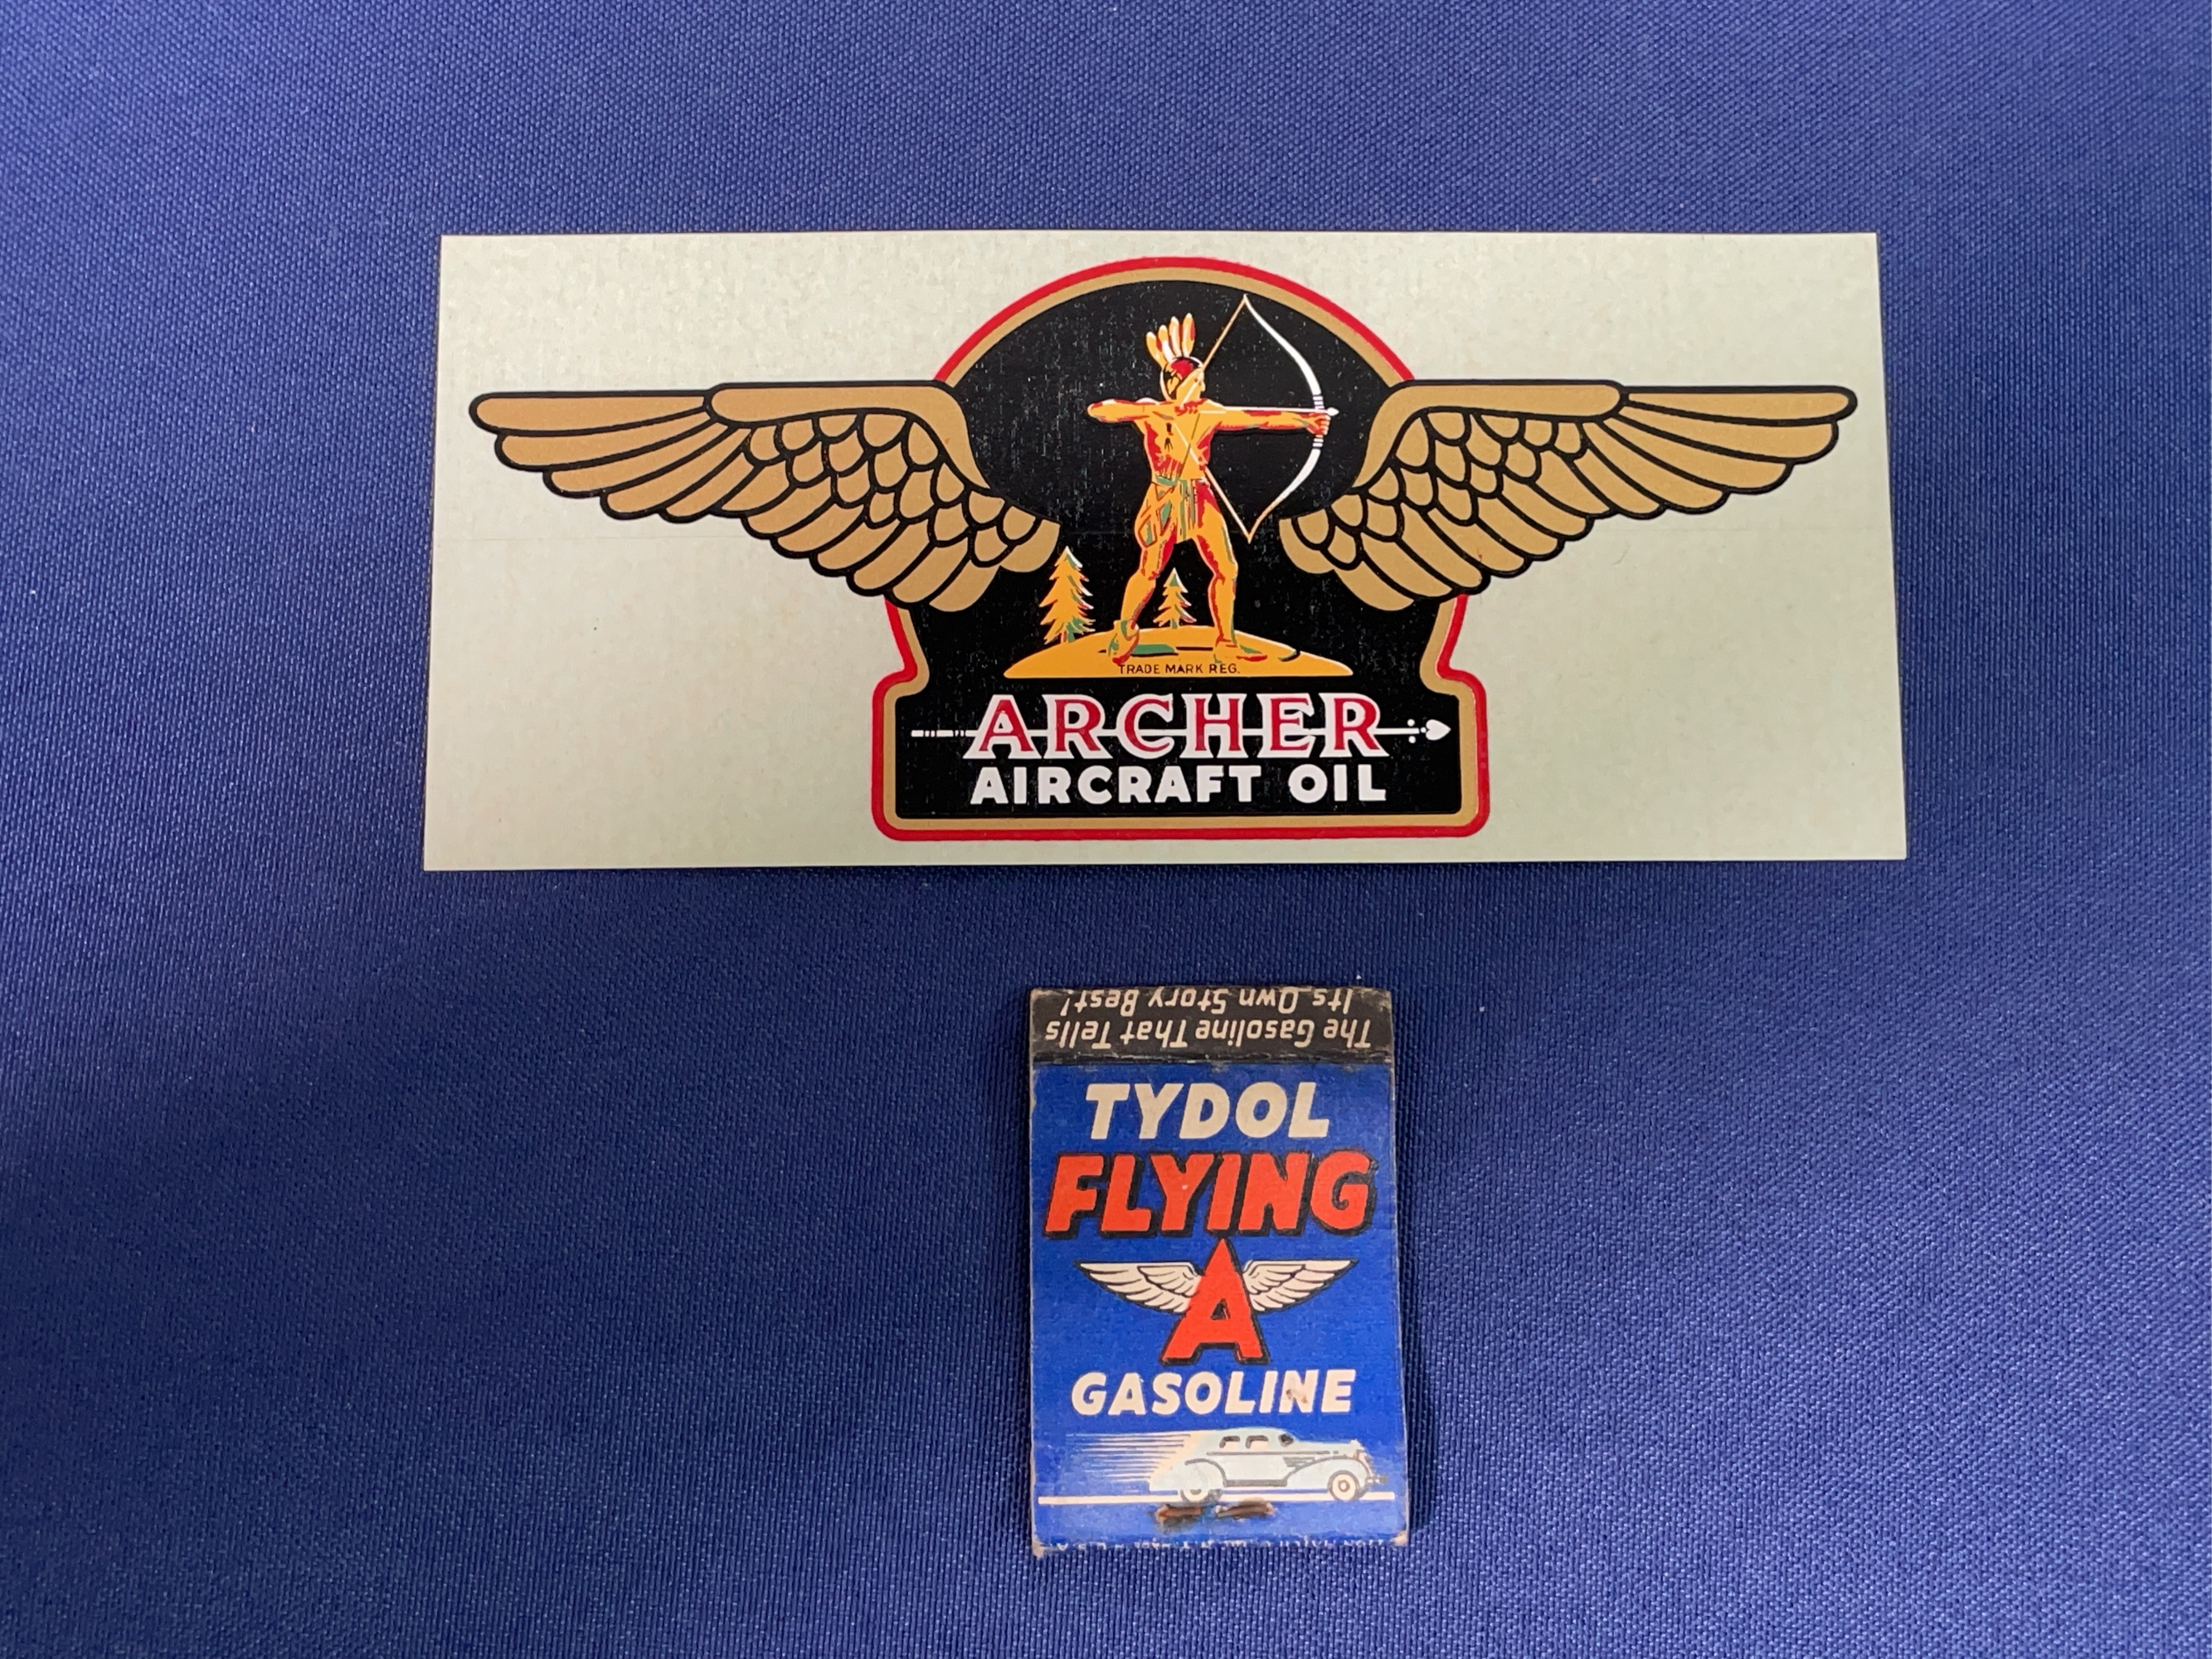 TRADE MARK REG.
ARCHER
AIRCRAFT OIL
The Gasoline That Tells
Its Own Story Best!
TYDOL
FLYING
A
GASOLINE